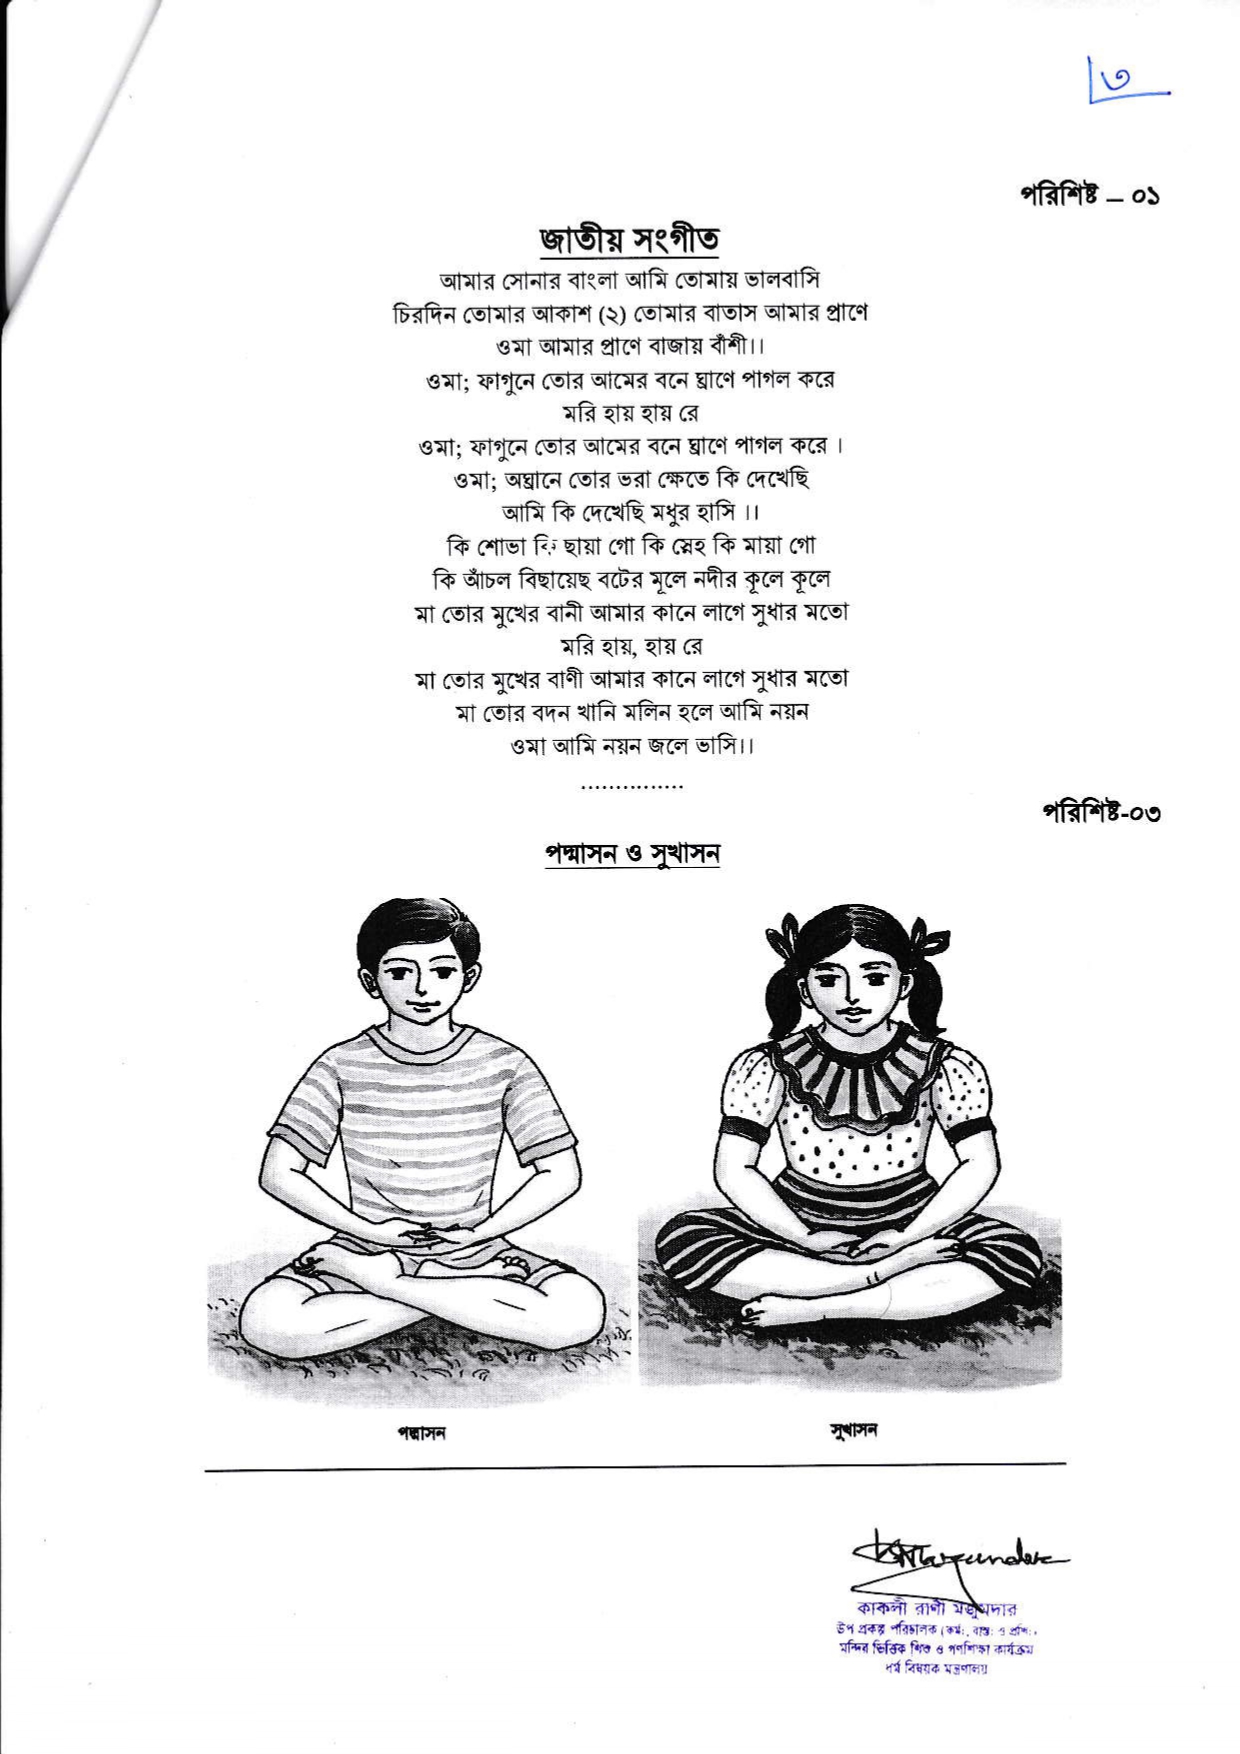 ৩
পরিশিষ্ট – ০১
জাতীয় সংগীত
আমার সোনার বাংলা আমি তোমায় ভালবাসি
চিরদিন তোমার আকাশ (২) তোমার বাতাস আমার প্রাণে
ওমা আমার প্রাণে বাজায় বাঁশী।।
ওমা; ফাগুনে তোর আমের বনে ঘ্রাণে পাগল করে
মরি হায় হায় রে
ওমা; ফাগুনে তোর আমের বনে ঘ্রাণে পাগল করে ।
ওমা; অঘ্রানে তোর ভরা ক্ষেতে কি দেখেছি
আমি কি দেখেছি মধুর হাসি ।।
কি শোভা কি ছায়া গো কি স্নেহ কি মায়া গো
কি আঁচল বিছায়েছ বটের মূলে নদীর কূলে কূলে
মা তোর মুখের বানী আমার কানে লাগে সুধার মতো
মরি হায়, হায় রে
মা তোর মুখের বাণী আমার কানে লাগে সুধার মতো
মা তোর বদন খানি মলিন হলে আমি নয়ন
ওমা আমি নয়ন জলে ভাসি।।
...............
পরিশিষ্ট-০৩
পদ্মাসন ও সুখাসন
পদ্মাসন
সুখাসন
কাকলী রাণী মজুমদার
উপ প্রকল্প পরিচালক (কর্ম:, বাস্ত: ও প্রশি:)
মন্দির ভিত্তিক শিশু ও গণশিক্ষা কার্যক্রম
ধর্ম বিষয়ক মন্ত্রণালয়